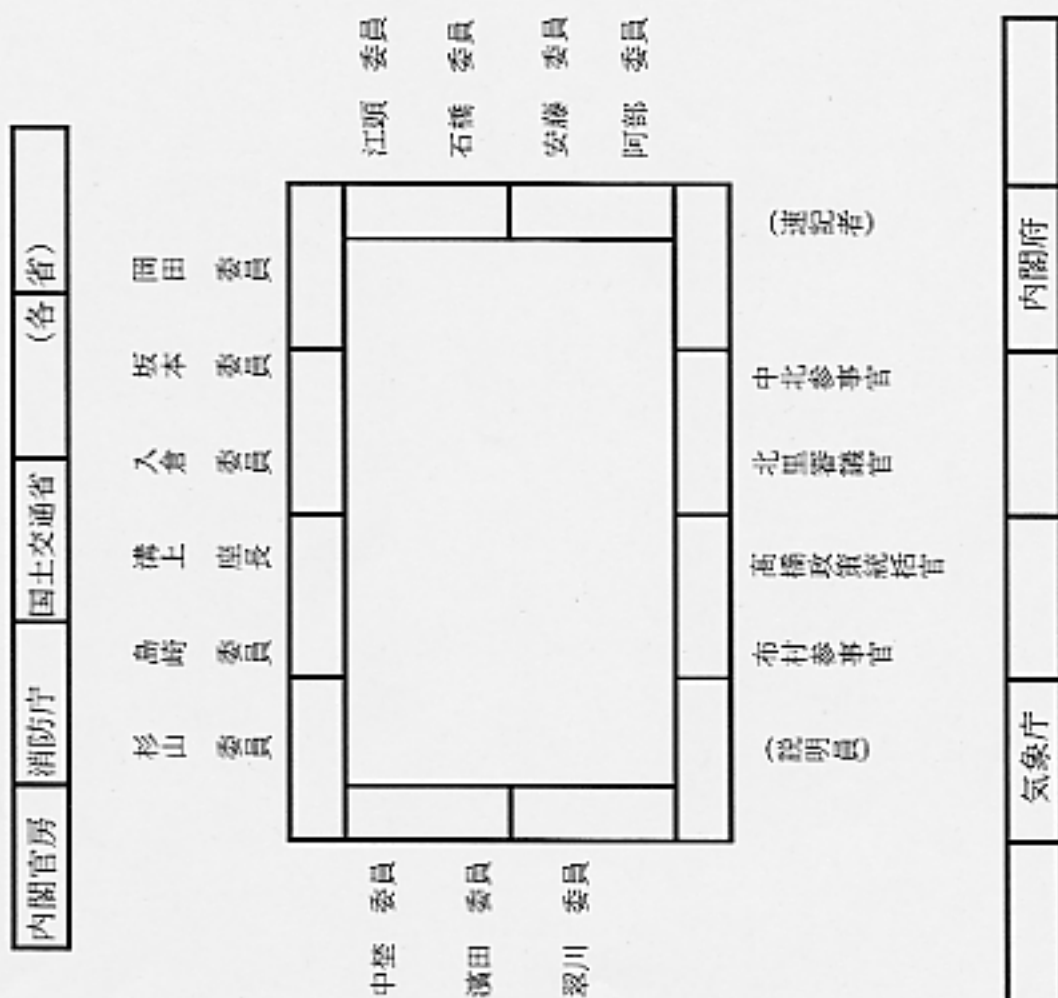 内閣官房
消防庁
国土交通省
(各省)
杉山 委員
島崎 委員
溝上 座長
入倉 委員
坂本 委員
岡田 委員
中埜 委員
濱田 委員
翠川 委員
江頭 委員
石橋 委員
安藤 委員
阿部 委員
(説明員)
布村参事官
高橋政策統括官
北里審議官
中北参事官
(速記者)
気象庁
内閣府